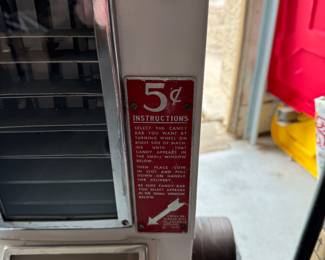 5¢
INSTRUCTIONS
SELECT THE CANDY
BAR YOU WANT BY
TURNING WHEEL ON
RIGHT SIDE OF MACH-
INE UNTIL THAT
CANDY APPEARS IN
THE SMALL WINDOW
BELOW.
THEN PLACE COIN
IN SLOT AND PULL
DOWN ON HANDLE
FOR DELIVERY.
BE SURE CANDY BAR
YOU SELECT APPEARS
IN THE SMALL WINDOW
BELOW.